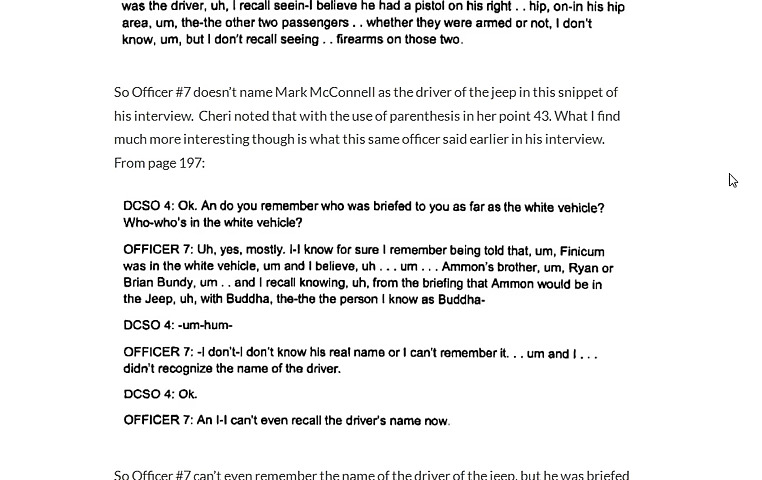 was the driver, uh, I recall seein-I believe he had a pistol on his right . . hip, on-in his hip
area, um, the-the other two passengers . . whether they were armed or not, I don't
know, um, but I don't recall seeing . . firearms on those two.
So Officer #7 doesn't name Mark McConnell as the driver of the jeep in this snippet of
his interview. Cheri noted that with the use of parenthesis in her point 43. What I find
much more interesting though is what this same officer said earlier in his interview.
From page 197:
DCSO 4: Ok. An do you remember who was briefed to you as far as the white vehicle?
Who-who's in the white vehicle?
OFFICER 7: Uh, yes, mostly. I-I know for sure I remember being told that, um, Finicum
was in the white vehicle, um and I believe, uh . . . um . . . Ammon's brother, um, Ryan or
Brian Bundy, um . . and I recall knowing, uh, from the briefing that Ammon would be in
the Jeep, uh, with Buddha, the-the the person I know as Buddha-
DCSO 4: -um-hum-
OFFICER 7: -I don't-I don't know his real name or I can't remember it. . . um and I . . .
didn't recognize the name of the driver.
DCSO 4: Ok.
OFFICER 7: An I-I can't even recall the driver's name now.
So Officer #7 can't even remember the name of the driver of the jeep, but he was briefed